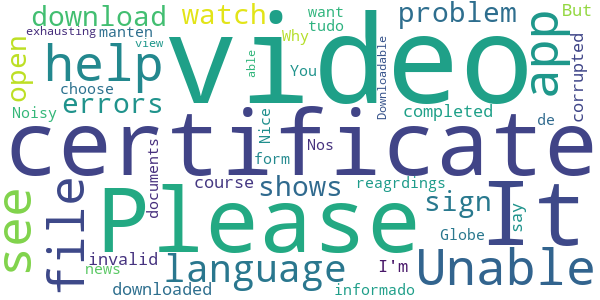 exhausting
manten
want
tudo
view
download
watch
Why
problem
But
open
Noisy
help
errors
choose
video
You
able
Downloadable
app
corrupted
completed
Nice
de
certificate
documents
form
Nos
see
file
Please
course
shows
reagrdings
sign
Globe
It
say
invalid
news
language
I'm
Unable
downloaded
informado